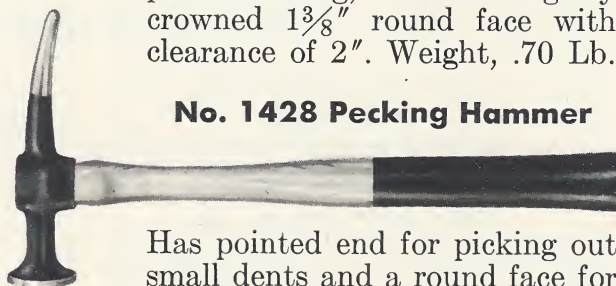 crowned 1⅜" round face with
clearance of 2". Weight, .70 Lb.
No. 1428 Pecking Hammer
Has pointed end for picking out
small dents and a round face for